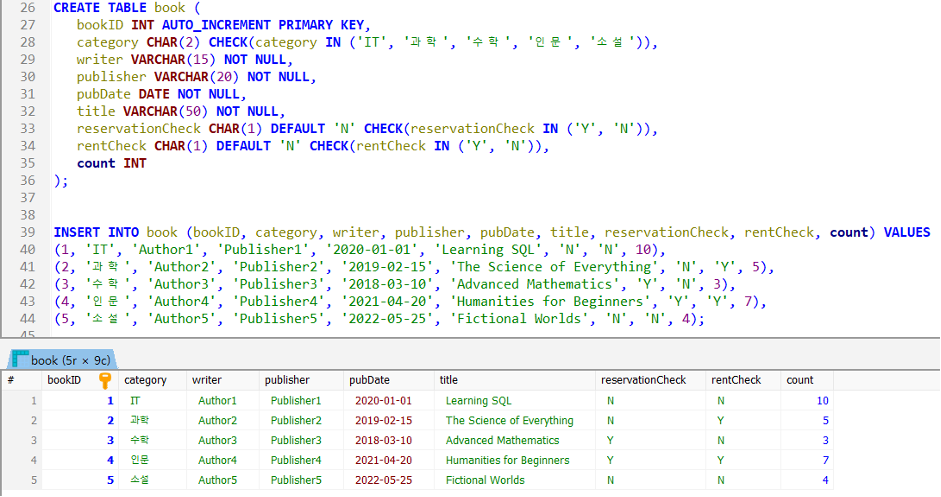 26 CREATE TABLE book (
27 bookID INT AUTO_INCREMENT PRIMARY KEY,
28 category CHAR(2) CHECK(category IN ('IT', '과학', '수학', '인문', '소설')),
29 writer VARCHAR(15) NOT NULL,
30 publisher VARCHAR(20) NOT NULL,
31 pubDate DATE NOT NULL,
32 title VARCHAR(50) NOT NULL,
33 reservationCheck CHAR(1) DEFAULT 'N' CHECK(reservationCheck IN ('Y', 'N')),
34 rentCheck CHAR(1) DEFAULT 'N' CHECK(rentCheck IN ('Y', 'N')),
35 count INT
36 );
37
38
39 INSERT INTO book (bookID, category, writer, publisher, pubDate, title, reservationCheck, rentCheck, count) VALUES
40 (1, 'IT', 'Author1', 'Publisher1', '2020-01-01', 'Learning SQL', 'N', 'N', 10),
41 (2, '과학', 'Author2', 'Publisher2', '2019-02-15', 'The Science of Everything', 'N', 'Y', 5),
42 (3, '수학', 'Author3', 'Publisher3', '2018-03-10', 'Advanced Mathematics', 'Y', 'N', 3),
43 (4, '인문', 'Author4', 'Publisher4', '2021-04-20', 'Humanities for Beginners', 'Y', 'Y', 7),
44 (5, '소설', 'Author5', 'Publisher5', '2022-05-25', 'Fictional Worlds', 'N', 'N', 4);
45
book (5r × 9c)
# bookID category writer publisher pubDate title reservationCheck rentCheck count
1 1 IT Author1 Publisher1 2020-01-01 Learning SQL N N 10
2 2 과학 Author2 Publisher2 2019-02-15 The Science of Everything N Y 5
3 3 수학 Author3 Publisher3 2018-03-10 Advanced Mathematics Y N 3
4 4 인문 Author4 Publisher4 2021-04-20 Humanities for Beginners Y Y 7
5 5 소설 Author5 Publisher5 2022-05-25 Fictional Worlds N N 4